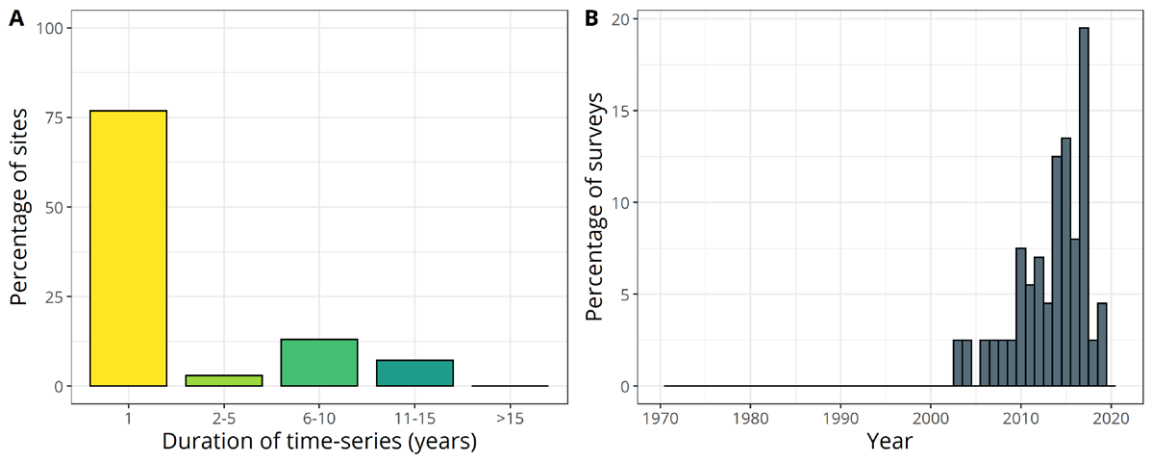 A
Percentage of sites
100
75
50
25
0
1 2-5 6-10 11-15 >15
Duration of time-series (years)
B
Percentage of surveys
20
15
10
5
0
1970 1980 1990 2000 2010 2020
Year